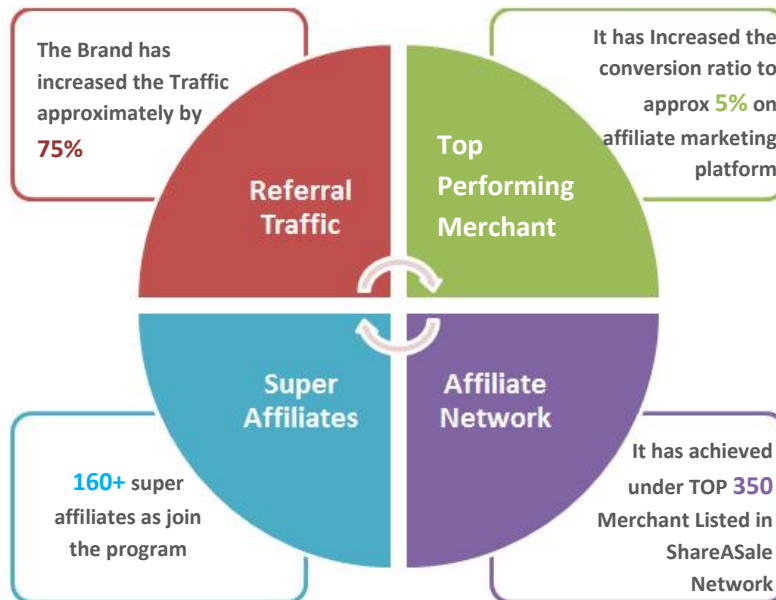 The Brand has
increased the Traffic
approximately by
75%
It has Increased the
conversion ratio to
approx 5% on
affiliate marketing
platform
Referral
Traffic
Top
Performing
Merchant
Super
Affiliates
Affiliate
Network
160+ super
affiliates as join
the program
It has achieved
under TOP 350
Merchant Listed in
ShareASale
Network